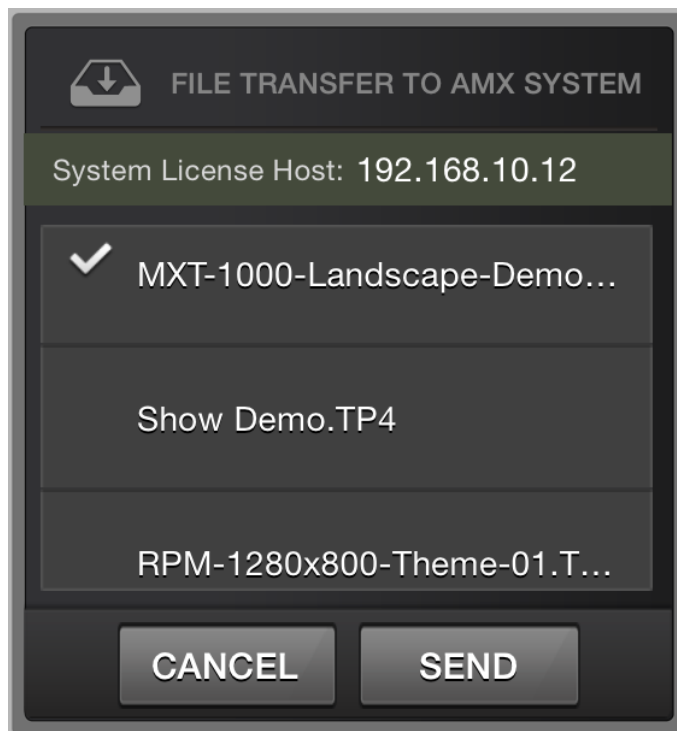 FILE TRANSFER TO AMX SYSTEM
System License Host: 192.168.10.12
MXT-1000-Landscape-Demo...
Show Demo.TP4
RPM-1280x800-Theme-01.T...
CANCEL SEND